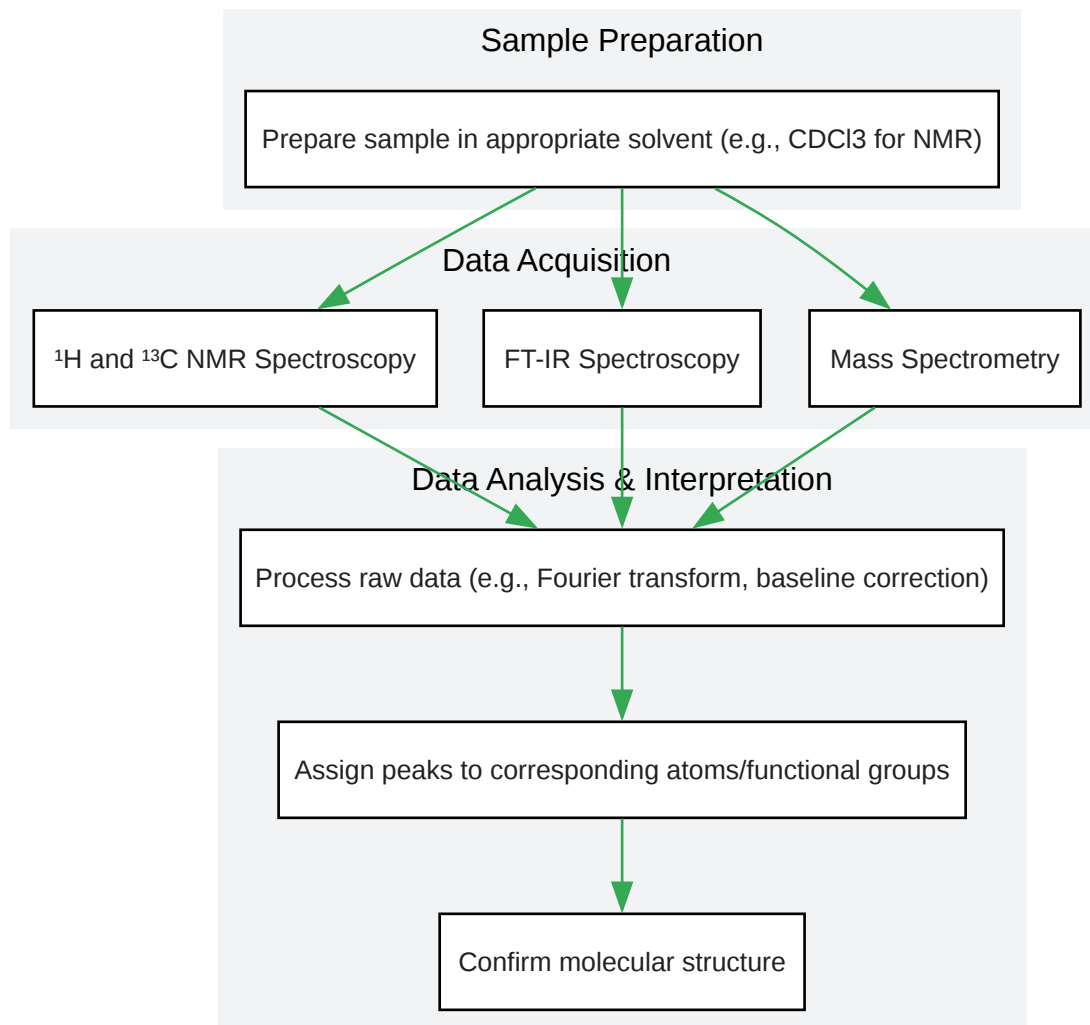 Sample Preparation
Prepare sample in appropriate solvent (e.g., CDCl3 for NMR)
Data Acquisition
¹H and ¹³C NMR Spectroscopy
FT-IR Spectroscopy
Mass Spectrometry
Data Analysis & Interpretation
Process raw data (e.g., Fourier transform, baseline correction)
Assign peaks to corresponding atoms/functional groups
Confirm molecular structure